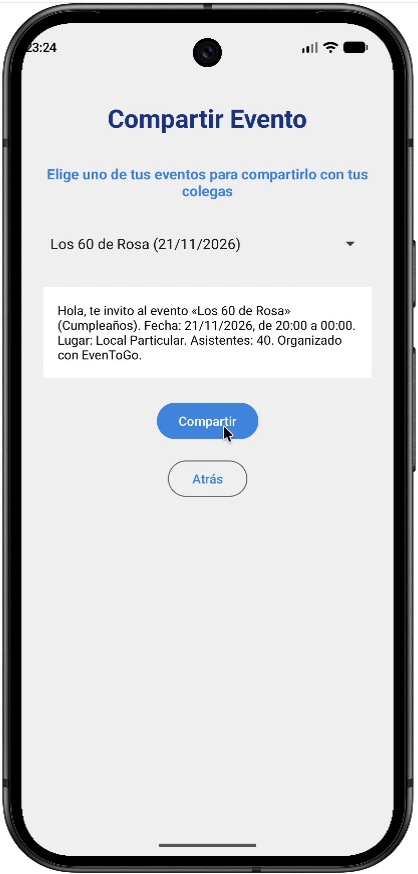 23:24
Compartir Evento
Elige uno de tus eventos para compartirlo con tus
colegas
Los 60 de Rosa (21/11/2026)
Hola, te invito al evento «Los 60 de Rosa»
(Cumpleaños). Fecha: 21/11/2026, de 20:00 a 00:00.
Lugar: Local Particular. Asistentes: 40. Organizado
con EvenToGo.
Compartir
Atrás